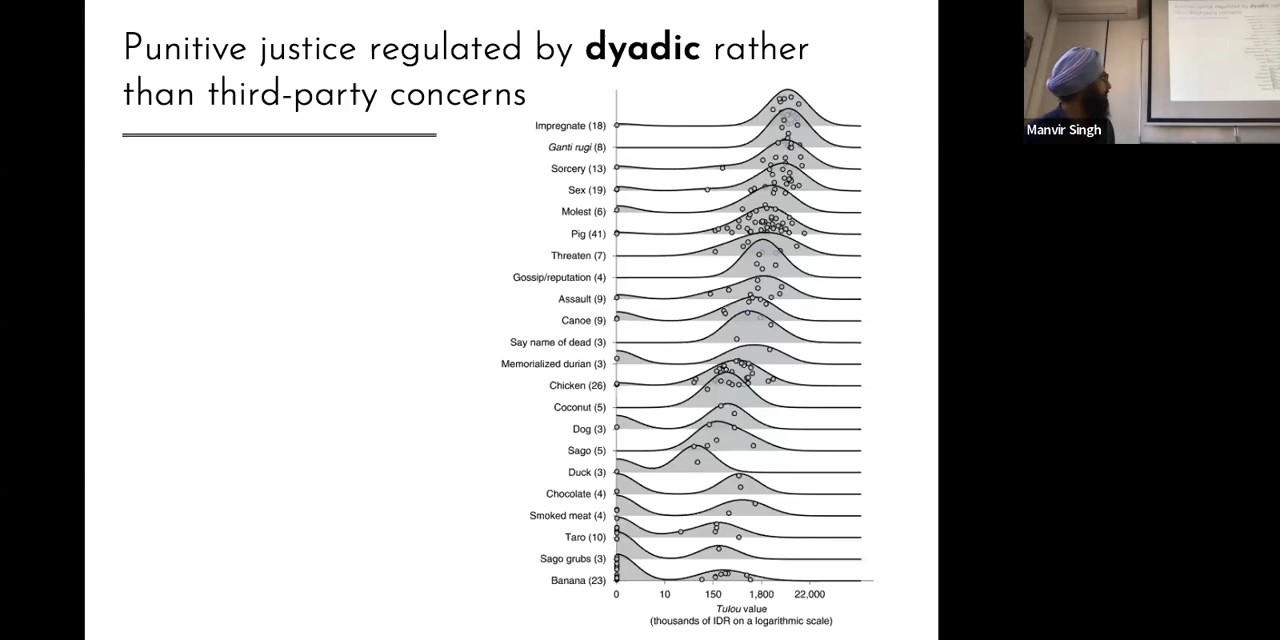 Punitive justice regulated by dyadic rather
than third-party concerns
Impregnate (18)
Ganti rugi (8)
Sorcery (13)
Sex (19)
Molest (6)
Pig (41)
Threaten (7)
Gossip/reputation (4)
Assault (9)
Canoe (9)
Say name of dead (3)
Memorialized durian (3)
Chicken (26)
Coconut (5)
Dog (3)
Sago (5)
Duck (3)
Chocolate (4)
Smoked meat (4)
Taro (10)
Sago grubs (3)
Banana (23)
0 10 150 1,800 22,000
Tulou value
(thousands of IDR on a logarithmic scale)
Manvir Singh